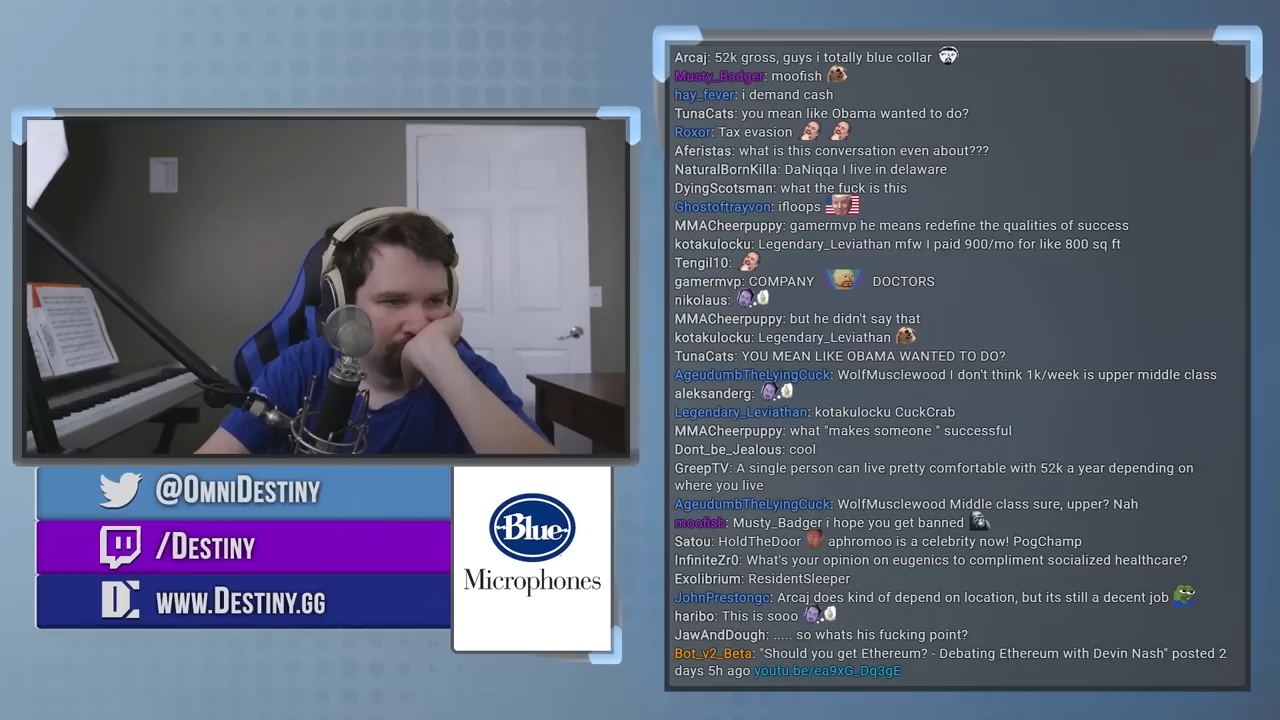 Arcaj: 52k gross, guys i totally blue collar
Musty_Badger: moofish
hay_fever: i demand cash
TunaCats: you mean like Obama wanted to do?
Roxor: Tax evasion
Aferistas: what is this conversation even about???
NaturalBornKilla: DaNiqqa I live in delaware
DyingScotsman: what the fuck is this
Ghostoftrayvon: ifloops
MMACheerpuppy: gamermvp he means redefine the qualities of success
kotakulocku: Legendary_Leviathan mfw I paid 900/mo for like 800 sq ft
Tengil10:
gamermvp: COMPANY DOCTORS
nikolaus:
MMACheerpuppy: but he didn't say that
kotakulocku: Legendary_Leviathan
TunaCats: YOU MEAN LIKE OBAMA WANTED TO DO?
AgeudumbTheLyingCuck: WolfMusclewood I don't think 1k/week is upper middle class
aleksanderg:
Legendary_Leviathan: kotakulocku CuckCrab
MMACheerpuppy: what "makes someone " successful
Dont_be_Jealous: cool
GreepTV: A single person can live pretty comfortable with 52k a year depending on
where you live
AgeudumbTheLyingCuck: WolfMusclewood Middle class sure, upper? Nah
moofish: Musty_Badger i hope you get banned
Satou: HoldTheDoor aphromoo is a celebrity now! PogChamp
InfiniteZr0: What's your opinion on eugenics to compliment socialized healthcare?
Exolibrium: ResidentSleeper
JohnPrestongc: Arcaj does kind of depend on location, but its still a decent job
haribo: This is sooo
JawAndDough: ..... so whats his fucking point?
Bot_v2_Beta: "Should you get Ethereum? - Debating Ethereum with Devin Nash" posted 2
days 5h ago youtu.be/ea9xG_Dq3gE
@OmniDestiny
/Destiny
www.Destiny.gg
Blue
Microphones